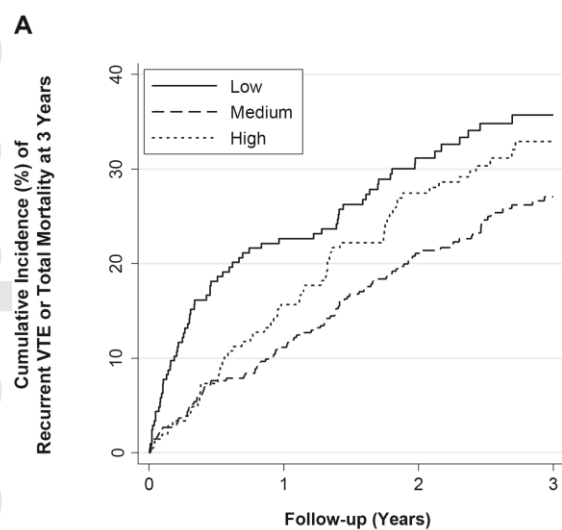 A
Cumulative Incidence (%) of
Recurrent VTE or Total Mortality at 3 Years
40
30
20
10
0
Low
Medium
High
0 1 2 3
Follow-up (Years)